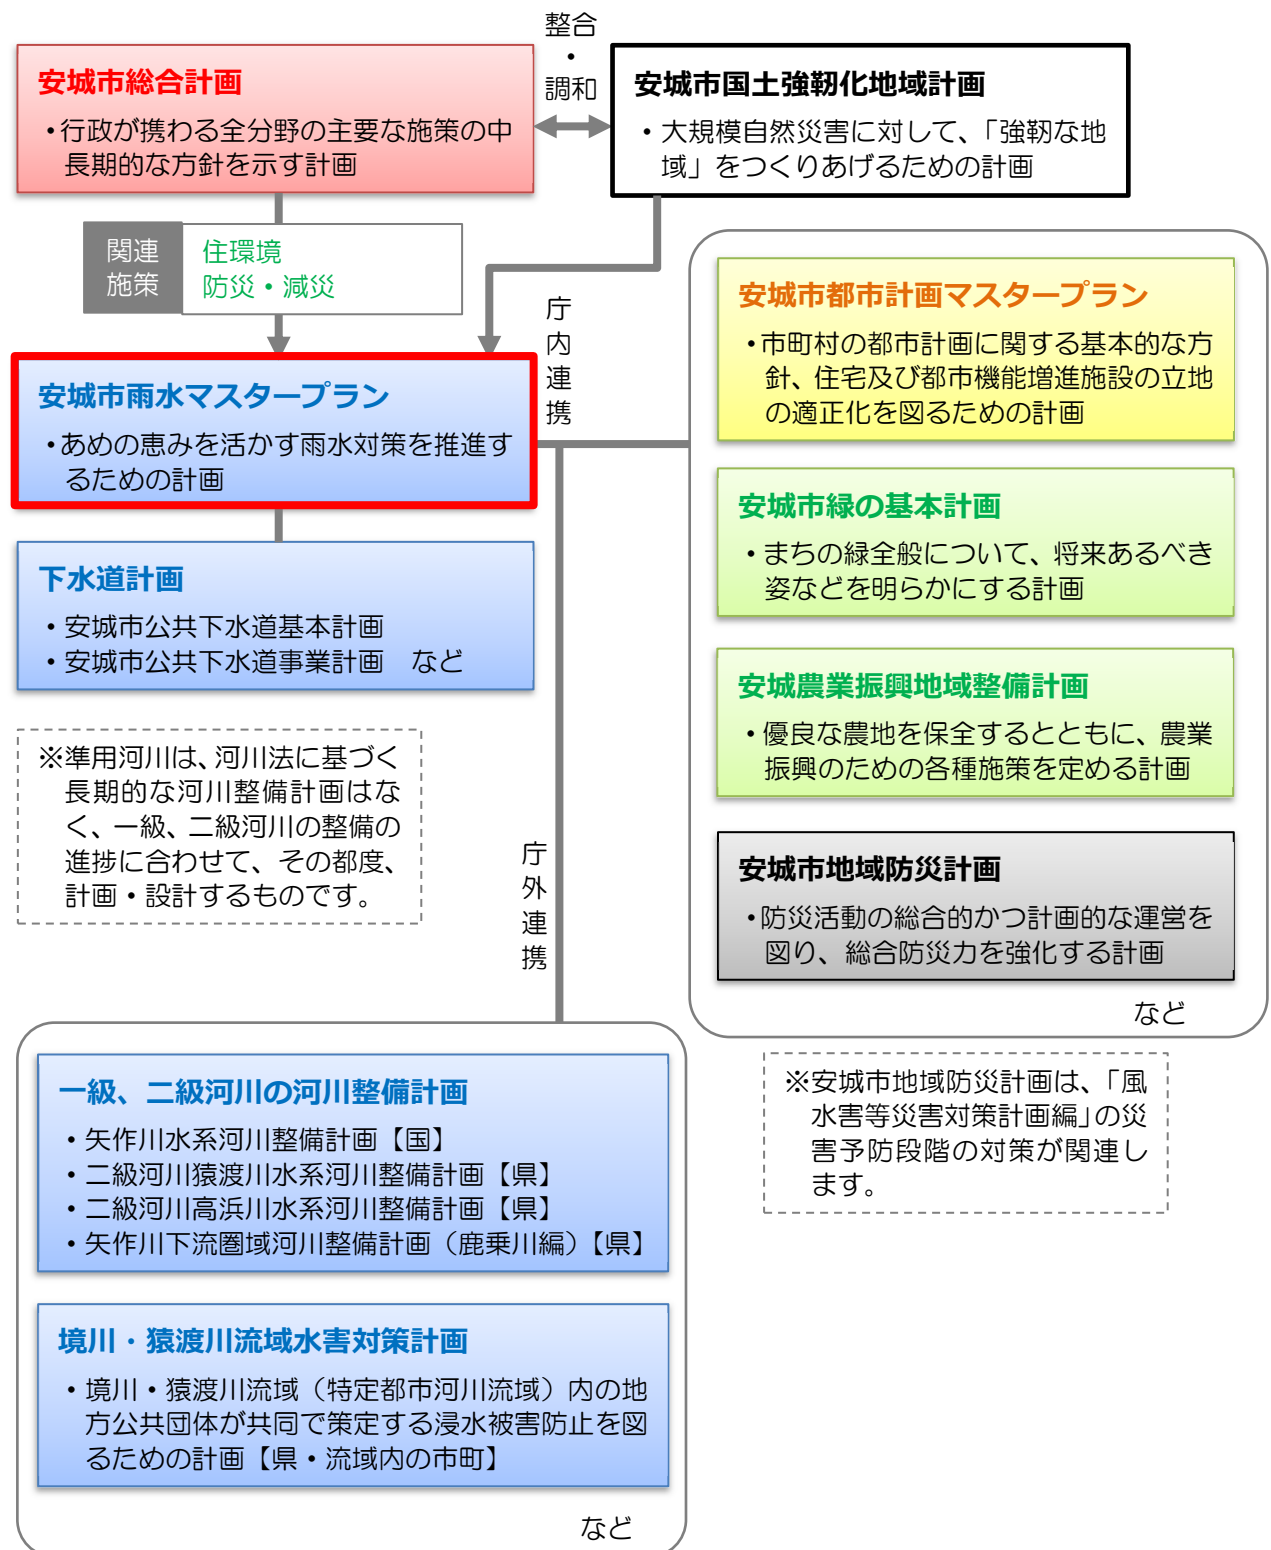 整合
・
調和
安城市総合計画
・行政が携わる全分野の主要な施策の中
長期的な方針を示す計画
安城市国土強靭化地域計画
・大規模自然災害に対して、「強靭な地
域」をつくりあげるための計画
関連
施策
住環境
防災・減災
庁内連携
安城市雨水マスタープラン
・あめの恵みを活かす雨水対策を推進す
るための計画
下水道計画
・安城市公共下水道基本計画
・安城市公共下水道事業計画　など
※準用河川は、河川法に基づく
長期的な河川整備計画はな
く、一級、二級河川の整備の
進捗に合わせて、その都度、
計画・設計するものです。
庁外連携
安城市都市計画マスタープラン
・市町村の都市計画に関する基本的な方
針、住宅及び都市機能増進施設の立地
の適正化を図るための計画
安城市緑の基本計画
・まちの緑全般について、将来あるべき
姿などを明らかにする計画
安城農業振興地域整備計画
・優良な農地を保全するとともに、農業
振興のための各種施策を定める計画
安城市地域防災計画
・防災活動の総合的かつ計画的な運営を
図り、総合防災力を強化する計画
など
※安城市地域防災計画は、「風
水害等災害対策計画編」の災
害予防段階の対策が関連し
ます。
一級、二級河川の河川整備計画
・矢作川水系河川整備計画【国】
・二級河川猿渡川水系河川整備計画【県】
・二級河川高浜川水系河川整備計画【県】
・矢作川下流圏域河川整備計画（鹿乗川編）【県】
境川・猿渡川流域水害対策計画
・境川・猿渡川流域（特定都市河川流域）内の地
方公共団体が共同で策定する浸水被害防止を図
るための計画【県・流域内の市町】
など